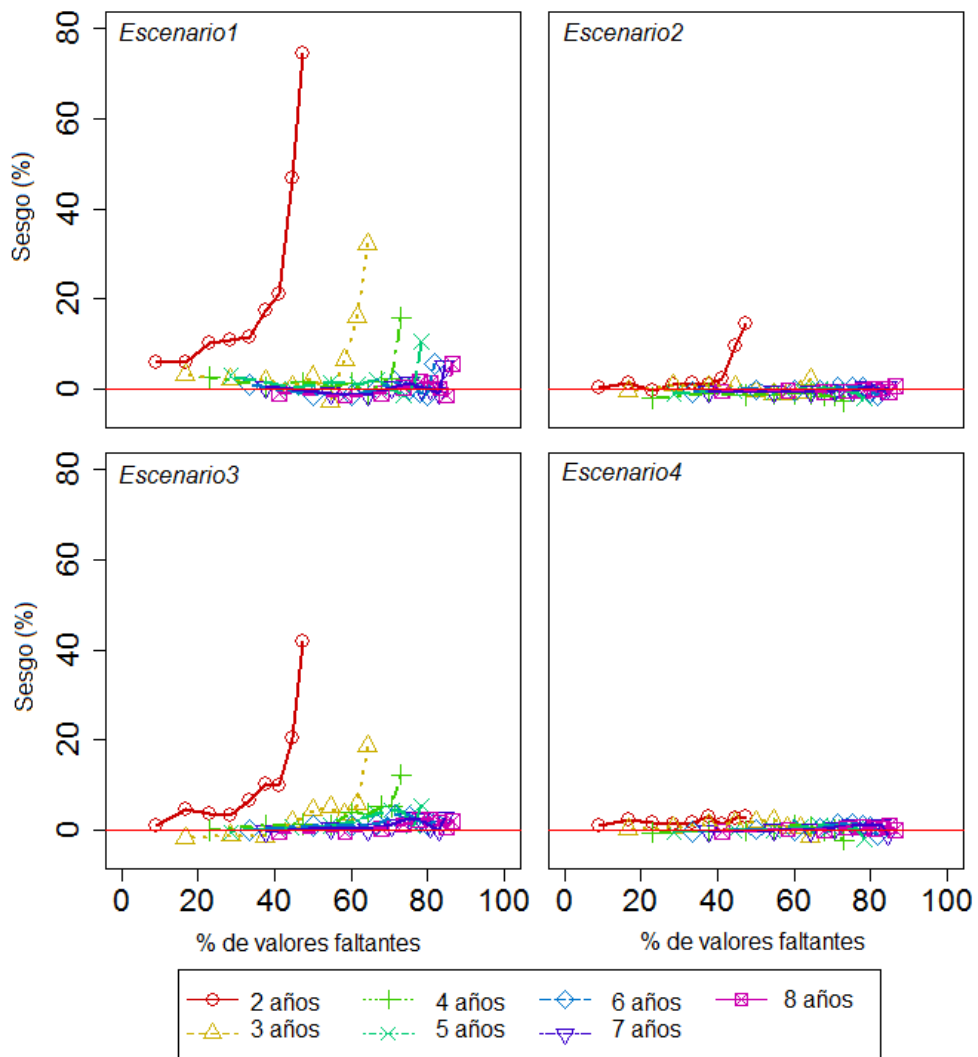 Escenario1
Escenario2
Sesgo (%)
80
60
40
20
0
Escenario3
Escenario4
Sesgo (%)
80
60
40
20
0
0 20 40 60 80 100
0 20 40 60 80 100
% de valores faltantes
% de valores faltantes
2 años 4 años 6 años 8 años
3 años 5 años 7 años